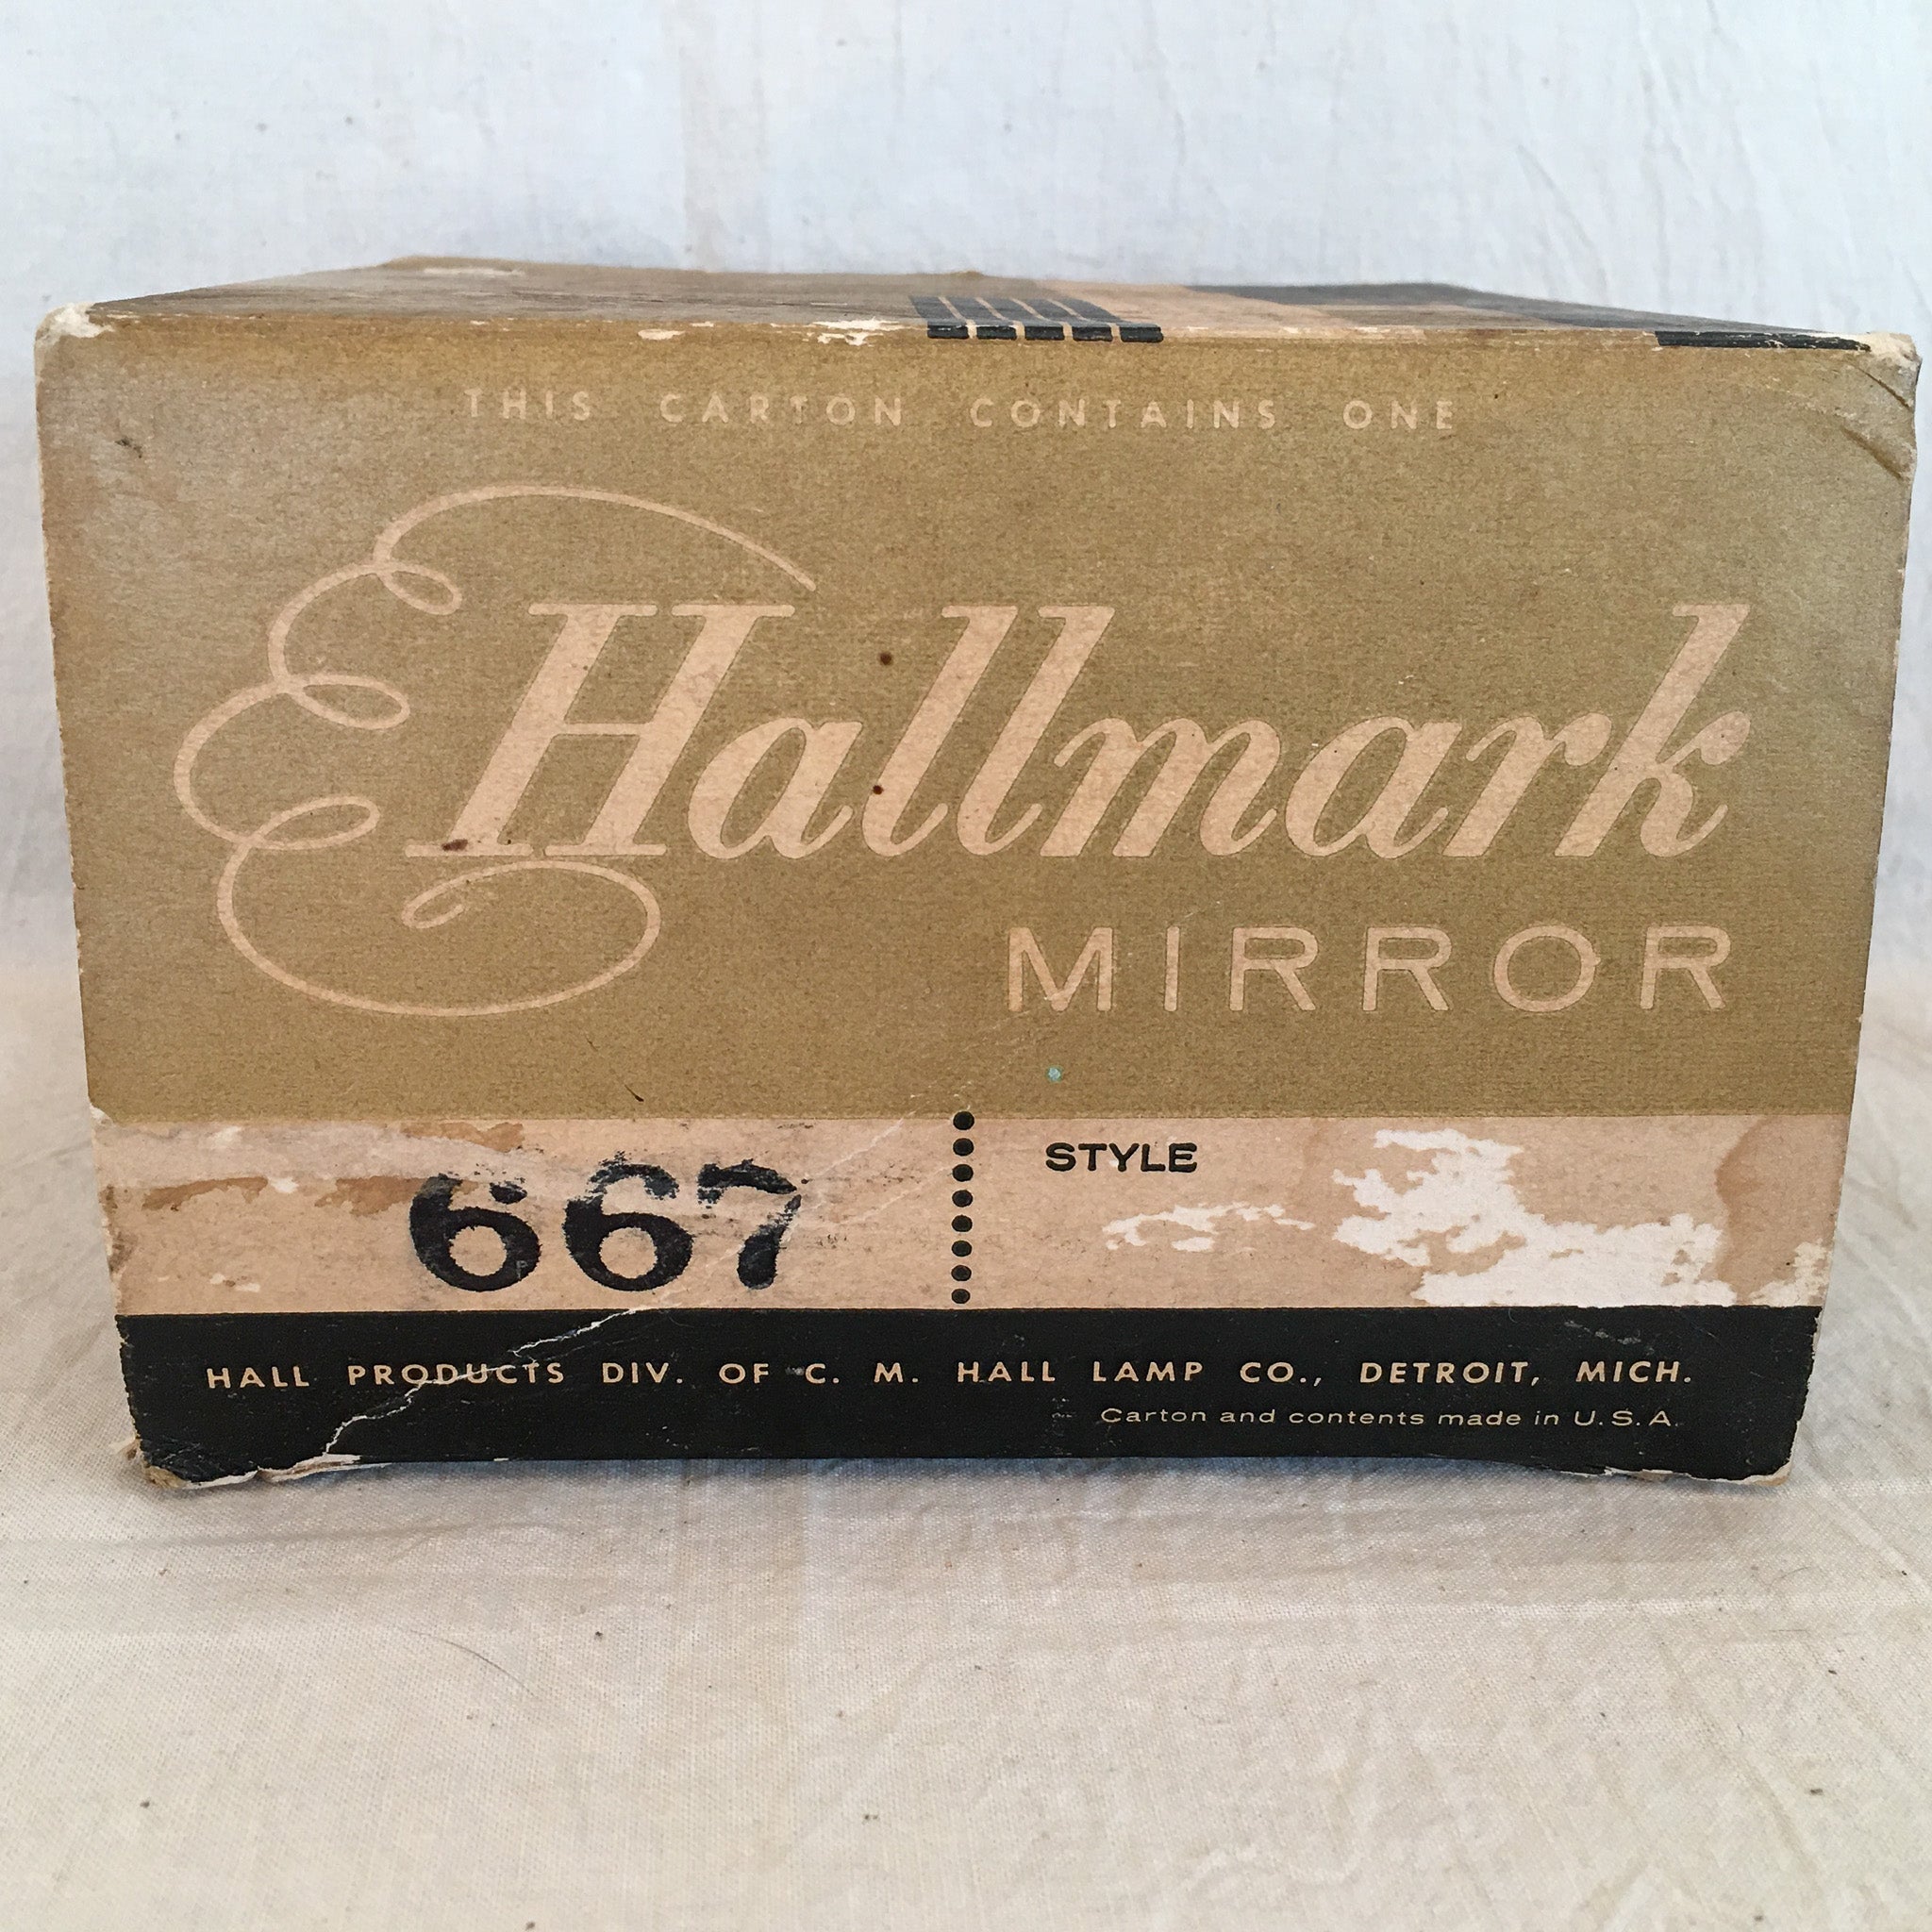 THIS CARTON CONTAINS ONE
Hallmark
MIRROR
667
STYLE
HALL PRODUCTS DIV. OF C. M. HALL LAMP CO., DETROIT, MICH.
Carton and contents made in U.S.A.